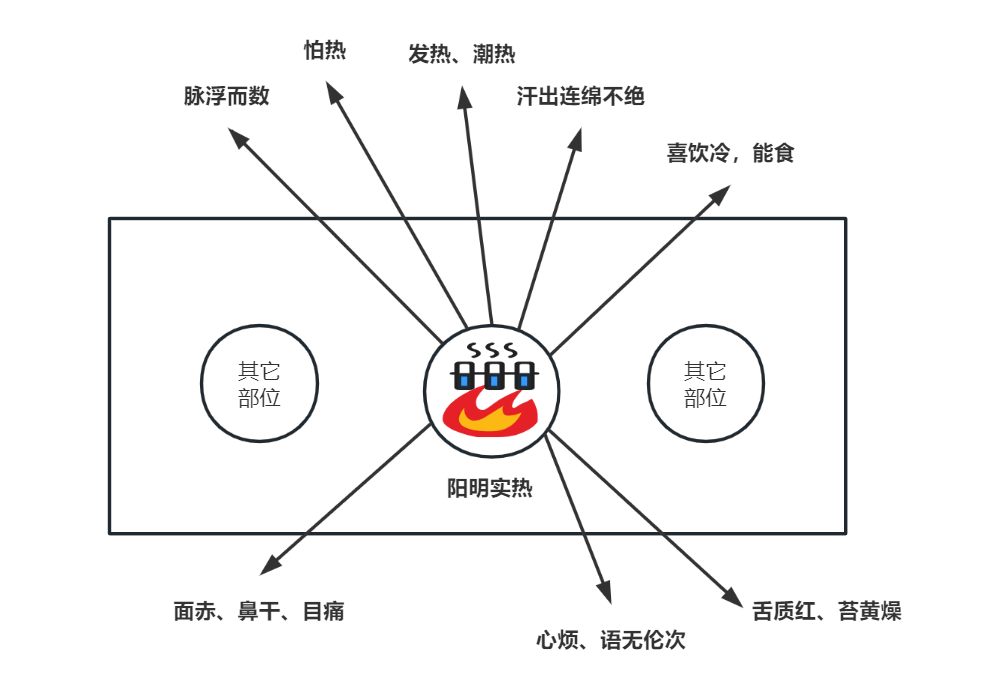 怕热
发热、潮热
脉浮而数
汗出连绵不绝
喜饮冷，能食
其它
部位
其它
部位
阳明实热
面赤、鼻干、目痛
舌质红、苔黄燥
心烦、语无伦次